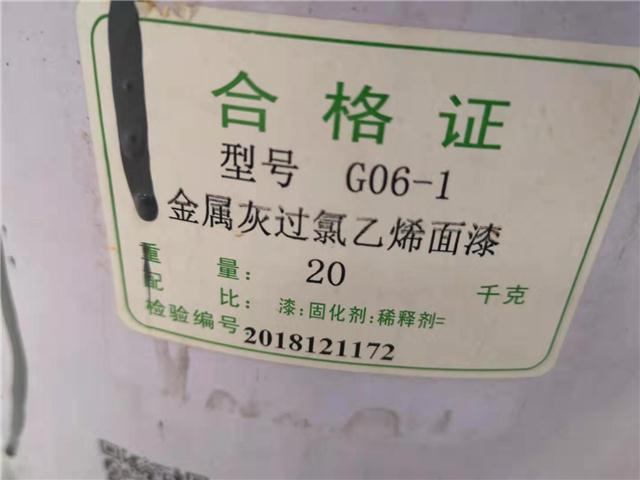 合格证
型号 G06-1
金属灰过氯乙烯面漆
重量: 20 千克
配比: 漆:固化剂:稀释剂=
检验编号 2018121172